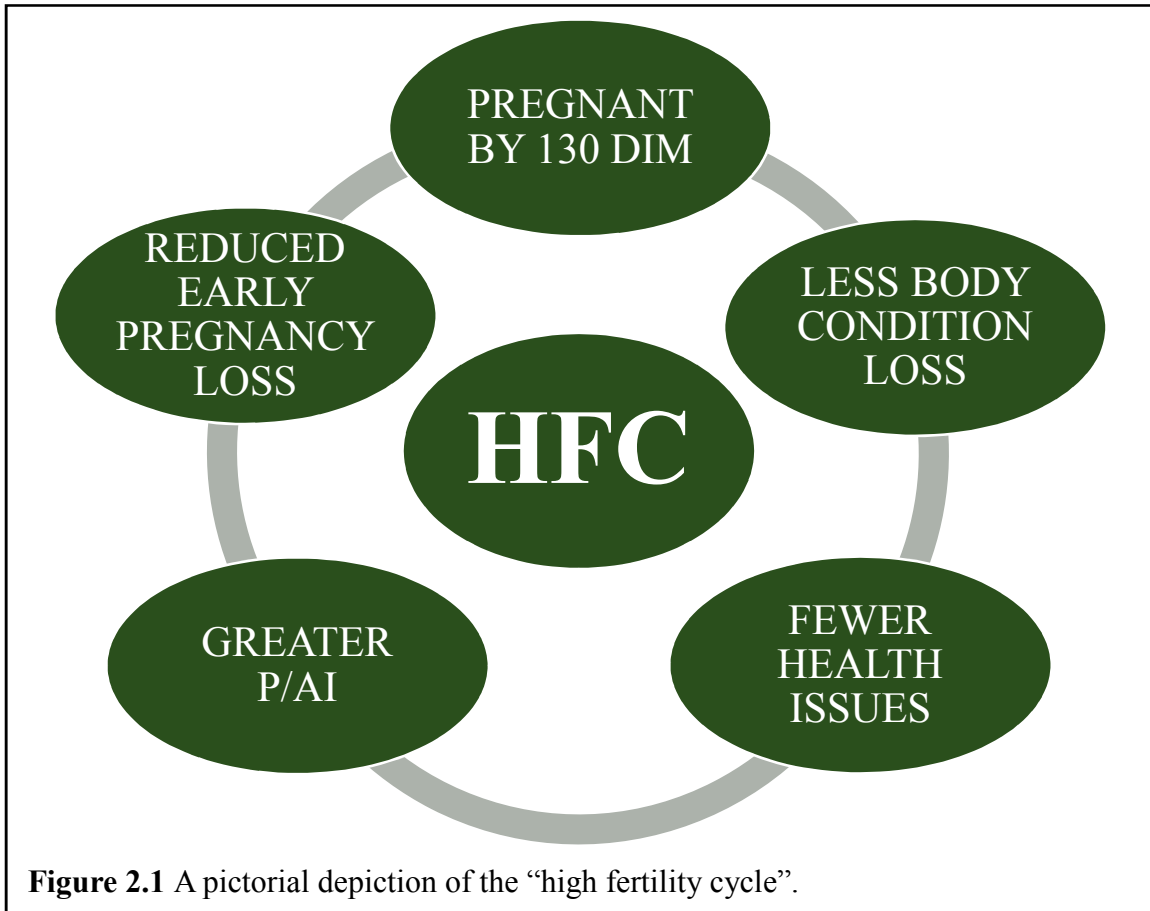 PREGNANT
BY 130 DIM
LESS BODY
CONDITION
LOSS
FEWER
HEALTH
ISSUES
GREATER
P/AI
REDUCED
EARLY
PREGNANCY
LOSS
HFC
Figure 2.1 A pictorial depiction of the “high fertility cycle”.